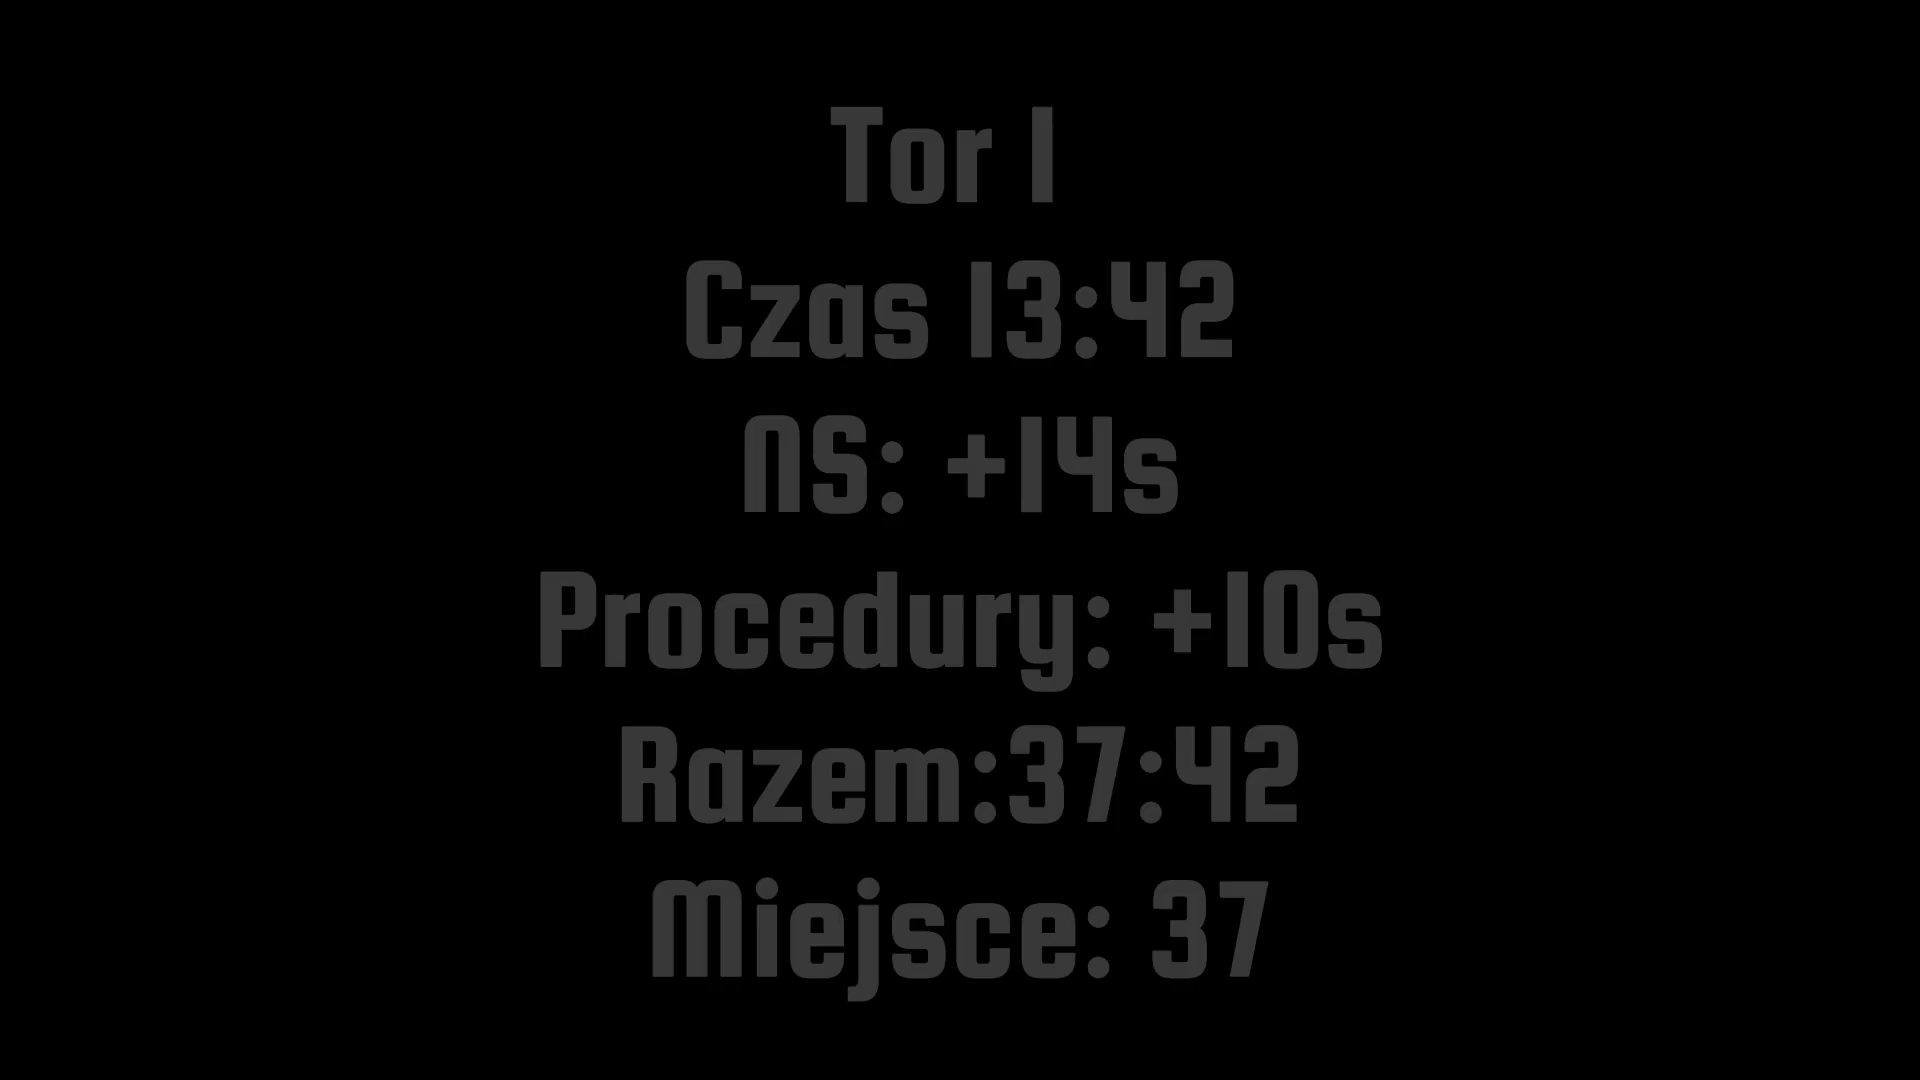 Tor 1
Czas 13:42
NS: +14s
Procedury: +10s
Razem:37:42
Miejsce: 37